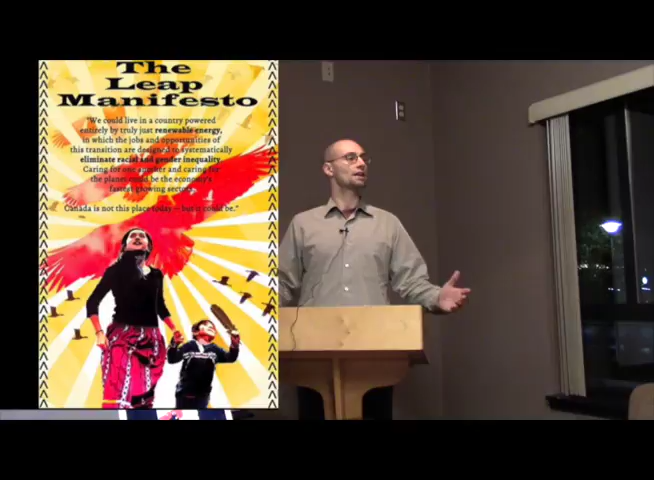 The
Leap
Manifesto
"We could live in a country powered
entirely by truly just renewable energy,
in which the jobs and opportunities of
this transition are designed to systematically
eliminate racial and gender inequality.
Caring for one another and caring for
the planet could be the economy's
fastest growing sectors.
Canada is not this place today — but it could be."